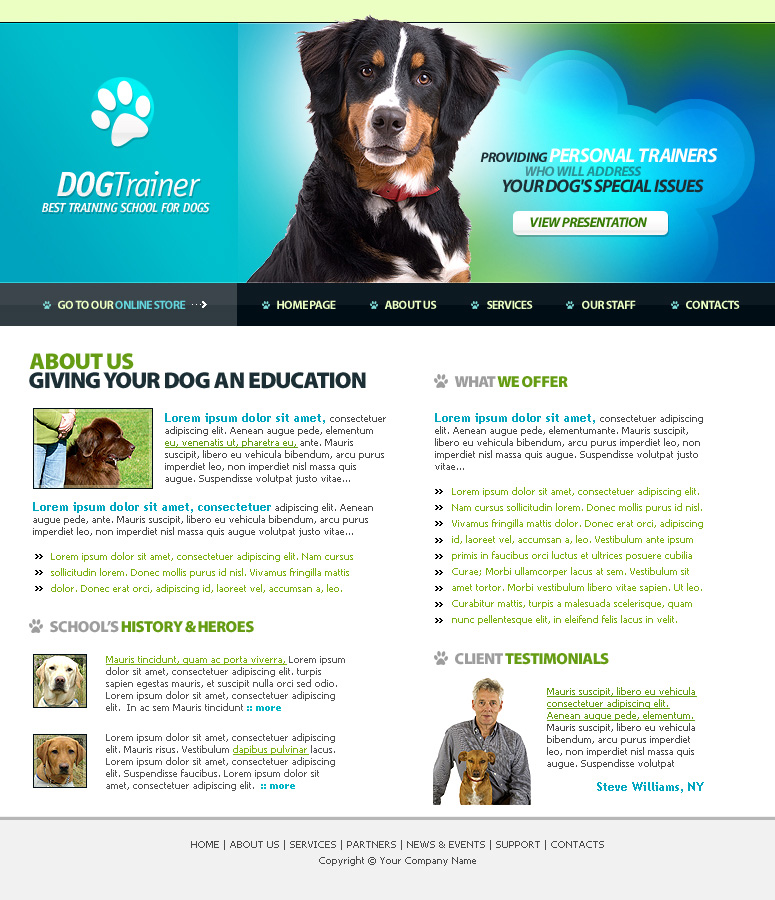 DOGTrainer
BEST TRAINING SCHOOL FOR DOGS
PROVIDING PERSONAL TRAINERS
WHO WILL ADDRESS
YOUR DOG'S SPECIAL ISSUES
VIEW PRESENTATION
GO TO OUR ONLINE STORE
HOME PAGE
ABOUT US
SERVICES
OUR STAFF
CONTACTS
ABOUT US
GIVING YOUR DOG AN EDUCATION
Lorem ipsum dolor sit amet, consectetuer
adipiscing elit. Aenean augue pede, elementum
eu, venenatis ut, pharetra eu, ante. Mauris
suscipit, libero eu vehicula bibendum, arcu purus
imperdiet leo, non imperdiet nisl massa quis
augue. Suspendisse volutpat justo vitae...
Lorem ipsum dolor sit amet, consectetuer adipiscing elit. Aenean
augue pede, ante. Mauris suscipit, libero eu vehicula bibendum, arcu purus
imperdiet leo, non imperdiet nisl massa quis augue. Suspendisse volutpat justo vitae...
Lorem ipsum dolor sit amet, consectetuer adipiscing elit. Nam cursus
sollicitudin lorem. Donec mollis purus id nisl. Vivamus fringilla mattis
dolor. Donec erat orci, adipiscing id, laoreet vel, accumsan a, leo.
SCHOOL'S HISTORY & HEROES
Mauris tincidunt, quam ac porta viverra, Lorem ipsum
dolor sit amet, consectetuer adipiscing elit. turpis
sapien egestas mauris, et suscipit nulla orci sed odio.
Lorem ipsum dolor sit amet, consectetuer adipiscing
elit. In ac sem Mauris tincidunt :: more
Lorem ipsum dolor sit amet, consectetuer adipiscing
elit. Mauris risus. Vestibulum dapibus pulvinar lacus.
Lorem ipsum dolor sit amet, consectetuer adipiscing
elit. Suspendisse faucibus. Lorem ipsum dolor sit
amet, consectetuer adipiscing elit. :: more
WHAT WE OFFER
Lorem ipsum dolor sit amet, consectetuer adipiscing
elit. Aenean augue pede, elementumante. Mauris suscipit,
libero eu vehicula bibendum, arcu purus imperdiet leo, non
imperdiet nisl massa quis augue. Suspendisse volutpat justo
vitae...
Lorem ipsum dolor sit amet, consectetuer adipiscing elit.
Nam cursus sollicitudin lorem. Donec mollis purus id nisl.
Vivamus fringilla mattis dolor. Donec erat orci, adipiscing
id, laoreet vel, accumsan a, leo. Vestibulum ante ipsum
primis in faucibus orci luctus et ultrices posuere cubilia
Curae; Morbi ullamcorper lacus at sem. Vestibulum sit
amet tortor. Morbi vestibulum libero vitae sapien. Ut leo.
Curabitur mattis, turpis a malesuada scelerisque, quam
nunc pellentesque elit, in eleifend felis lacus in velit.
CLIENT TESTIMONIALS
Mauris suscipit, libero eu vehicula
consectetuer adipiscing elit.
Aenean augue pede, elementum.
Mauris suscipit, libero eu vehicula
bibendum, arcu purus imperdiet
leo, non imperdiet nisl massa quis
augue. Suspendisse volutpat
Steve Williams, NY
HOME | ABOUT US | SERVICES | PARTNERS | NEWS & EVENTS | SUPPORT | CONTACTS
Copyright © Your Company Name